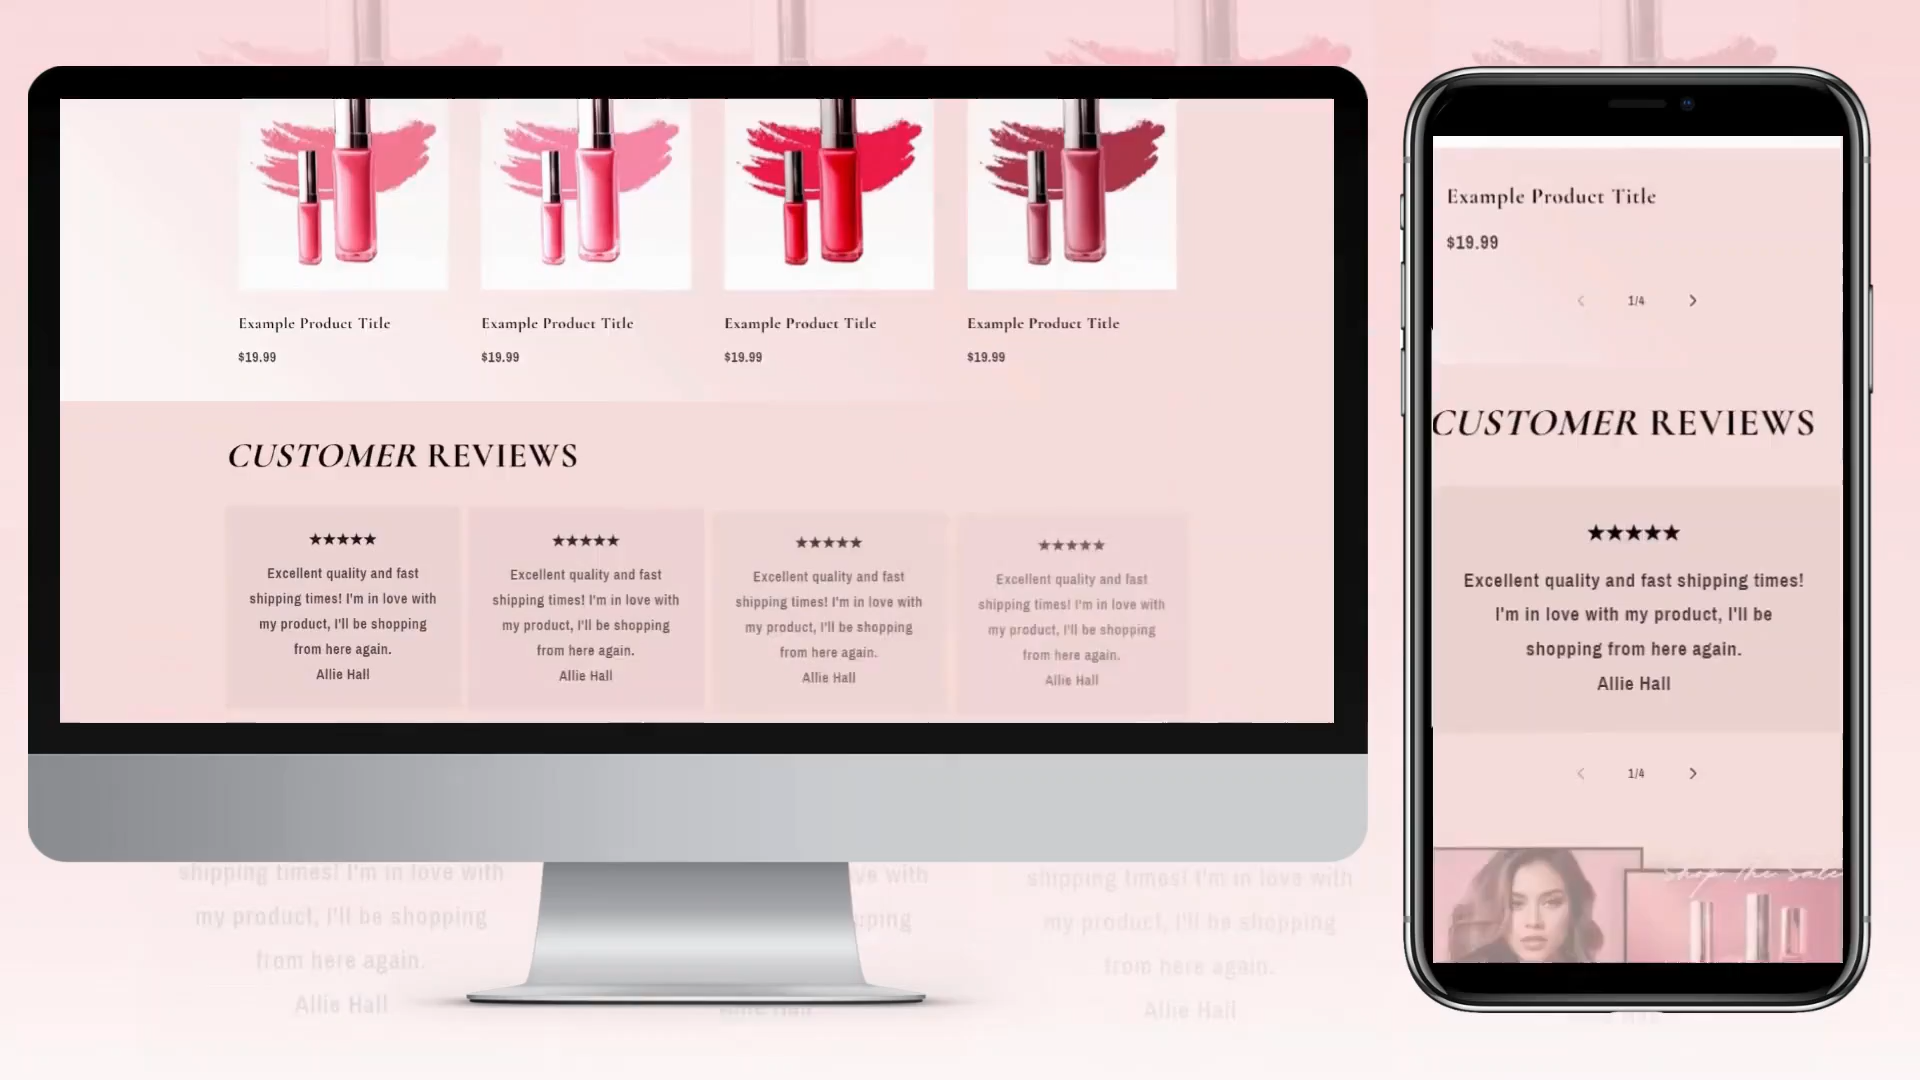 Example Product Title
$19.99
Example Product Title
$19.99
Example Product Title
$19.99
Example Product Title
$19.99
CUSTOMER REVIEWS
★★★★★
Excellent quality and fast
shipping times! I'm in love with
my product, I'll be shopping
from here again.
Allie Hall
★★★★★
Excellent quality and fast
shipping times! I'm in love with
my product, I'll be shopping
from here again.
Allie Hall
★★★★★
Excellent quality and fast
shipping times! I'm in love with
my product, I'll be shopping
from here again.
Allie Hall
★★★★★
Excellent quality and fast
shipping times! I'm in love with
my product, I'll be shopping
from here again.
Allie Hall
Example Product Title
$19.99
1/4
CUSTOMER REVIEWS
★★★★★
Excellent quality and fast shipping times!
I'm in love with my product, I'll be
shopping from here again.
Allie Hall
1/4
Shop The Sale
shipping times! I'm in love with
my product, I'll be shopping
from here again.
Allie Hall
with
Allie Hall
shipping times! I'm in love with
my product, I'll be shopping
from here again.
Allie Hall